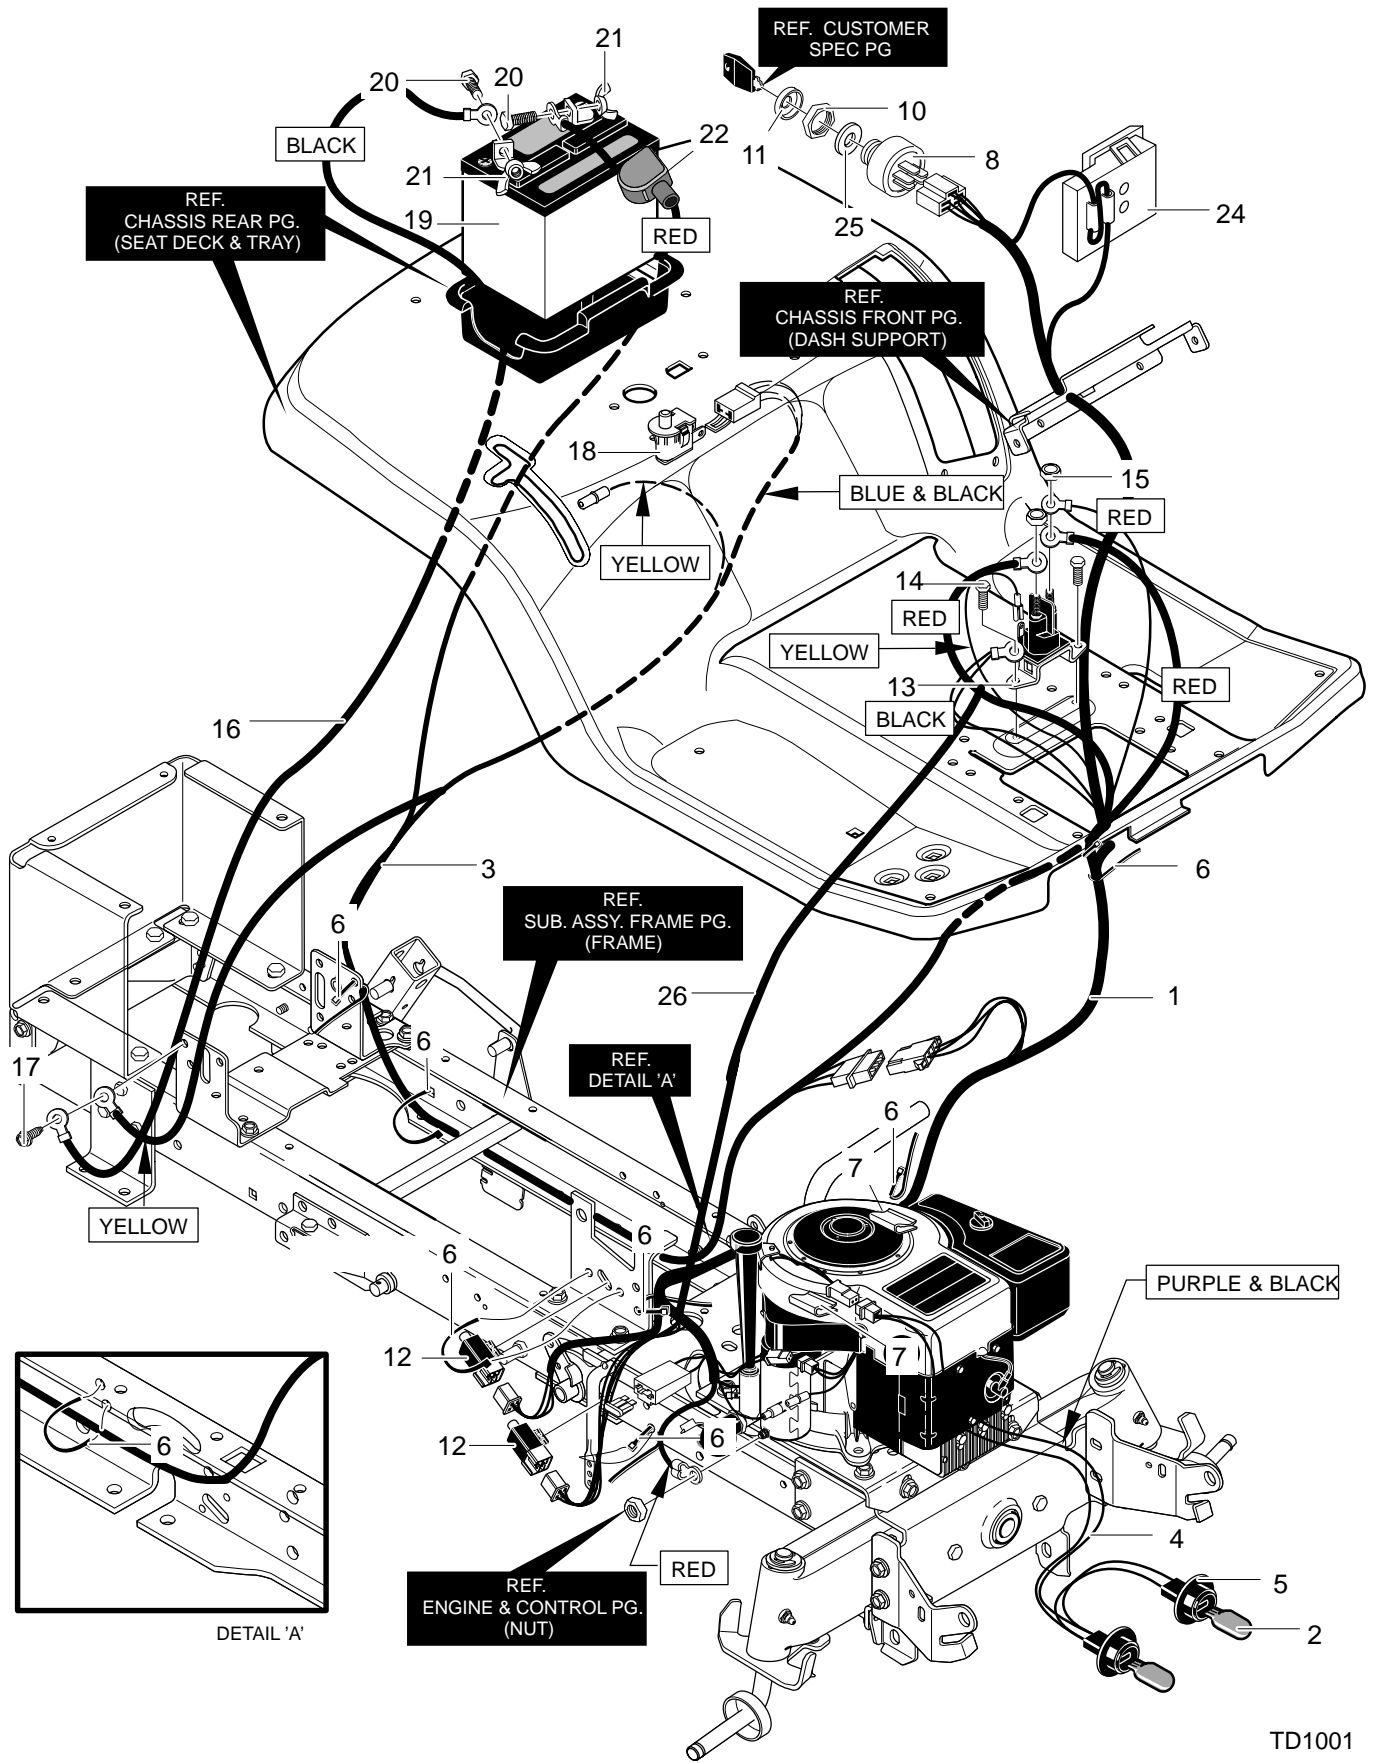 REF. CUSTOMER
SPEC PG
21
20
20
10
BLACK
22
11
8
21
REF.
CHASSIS REAR PG.
(SEAT DECK & TRAY)
19
25
24
RED
REF.
CHASSIS FRONT PG.
(DASH SUPPORT)
18
15
BLUE & BLACK
RED
YELLOW
14
RED
YELLOW
13
RED
BLACK
16
3
6
REF.
SUB. ASSY. FRAME PG.
(FRAME)
6
26
1
6
17
REF.
DETAIL 'A'
6
7
YELLOW
6
6
PURPLE & BLACK
12
7
6
12
6
4
RED
5
REF.
ENGINE & CONTROL PG.
(NUT)
2
DETAIL 'A'
TD1001